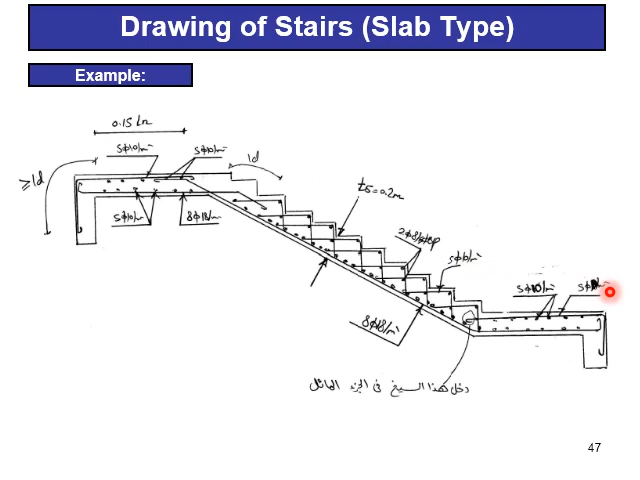 Drawing of Stairs (Slab Type)
Example:
0.15 Ln
5Φ10/m
5Φ10/m
ld
≥ld
ts=0.2m
5Φ10/m
8Φ18/m
2Φ8/step
5Φ10/m
5Φ10/m
8Φ18/m
دخل هذا السيخ فى الجزء المائل
47